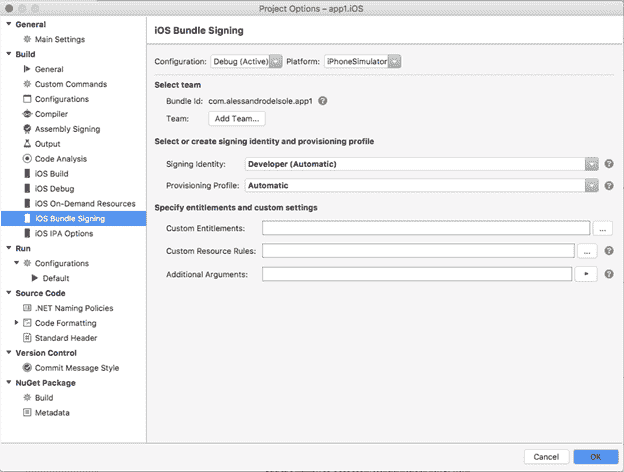 Project Options – app1.iOS
General
Main Settings
Build
General
Custom Commands
Configurations
Compiler
Assembly Signing
Output
Code Analysis
iOS Build
iOS Debug
iOS On-Demand Resources
iOS Bundle Signing
iOS IPA Options
Run
Configurations
Default
Source Code
.NET Naming Policies
Code Formatting
Standard Header
Version Control
Commit Message Style
NuGet Package
Build
Metadata
iOS Bundle Signing
Configuration: Debug (Active) Platform: iPhoneSimulator
Select team
Bundle Id: com.alessandrodelsole.app1 ?
Team: Add Team...
Select or create signing identity and provisioning profile
Signing Identity: Developer (Automatic) ?
Provisioning Profile: Automatic ?
Specify entitlements and custom settings
Custom Entitlements: ...
Custom Resource Rules: ... ?
Additional Arguments: ?
Cancel OK